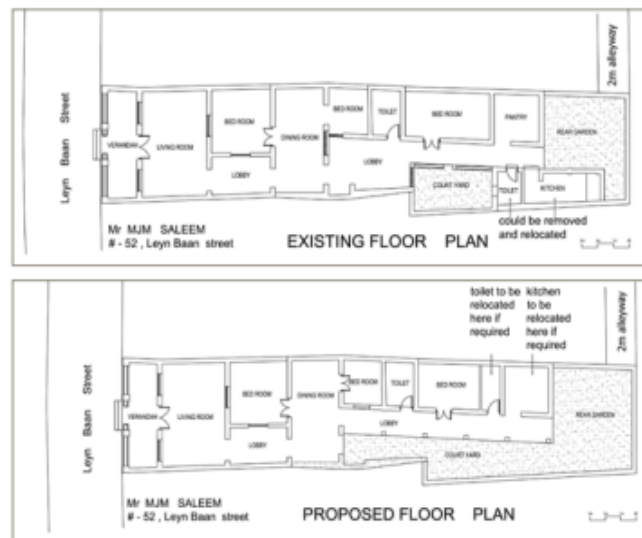 2m alleyway
Leyn Baan Street
VERANDAH
LIVING ROOM
BED ROOM
LOBBY
DINING ROOM
BED ROOM
TOILET
LOBBY
BED ROOM
PANTRY
REAR GARDEN
COURT YARD
TOILET
KITCHEN
could be removed
and relocated
Mr MJM SALEEM
# - 52 , Leyn Baan street
EXISTING FLOOR PLAN
toilet to be
relocated
here if
required
kitchen
to be
relocated
here if
required
2m alleyway
Leyn Baan Street
VERANDAH
LIVING ROOM
BED ROOM
LOBBY
DINING ROOM
BED ROOM
TOILET
BED ROOM
LOBBY
COURT YARD
REAR GARDEN
Mr MJM SALEEM
# - 52 , Leyn Baan street
PROPOSED FLOOR PLAN